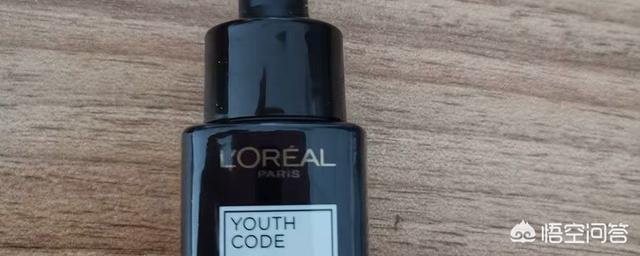 L'ORÉAL
PARIS
YOUTH
CODE
悟空问答